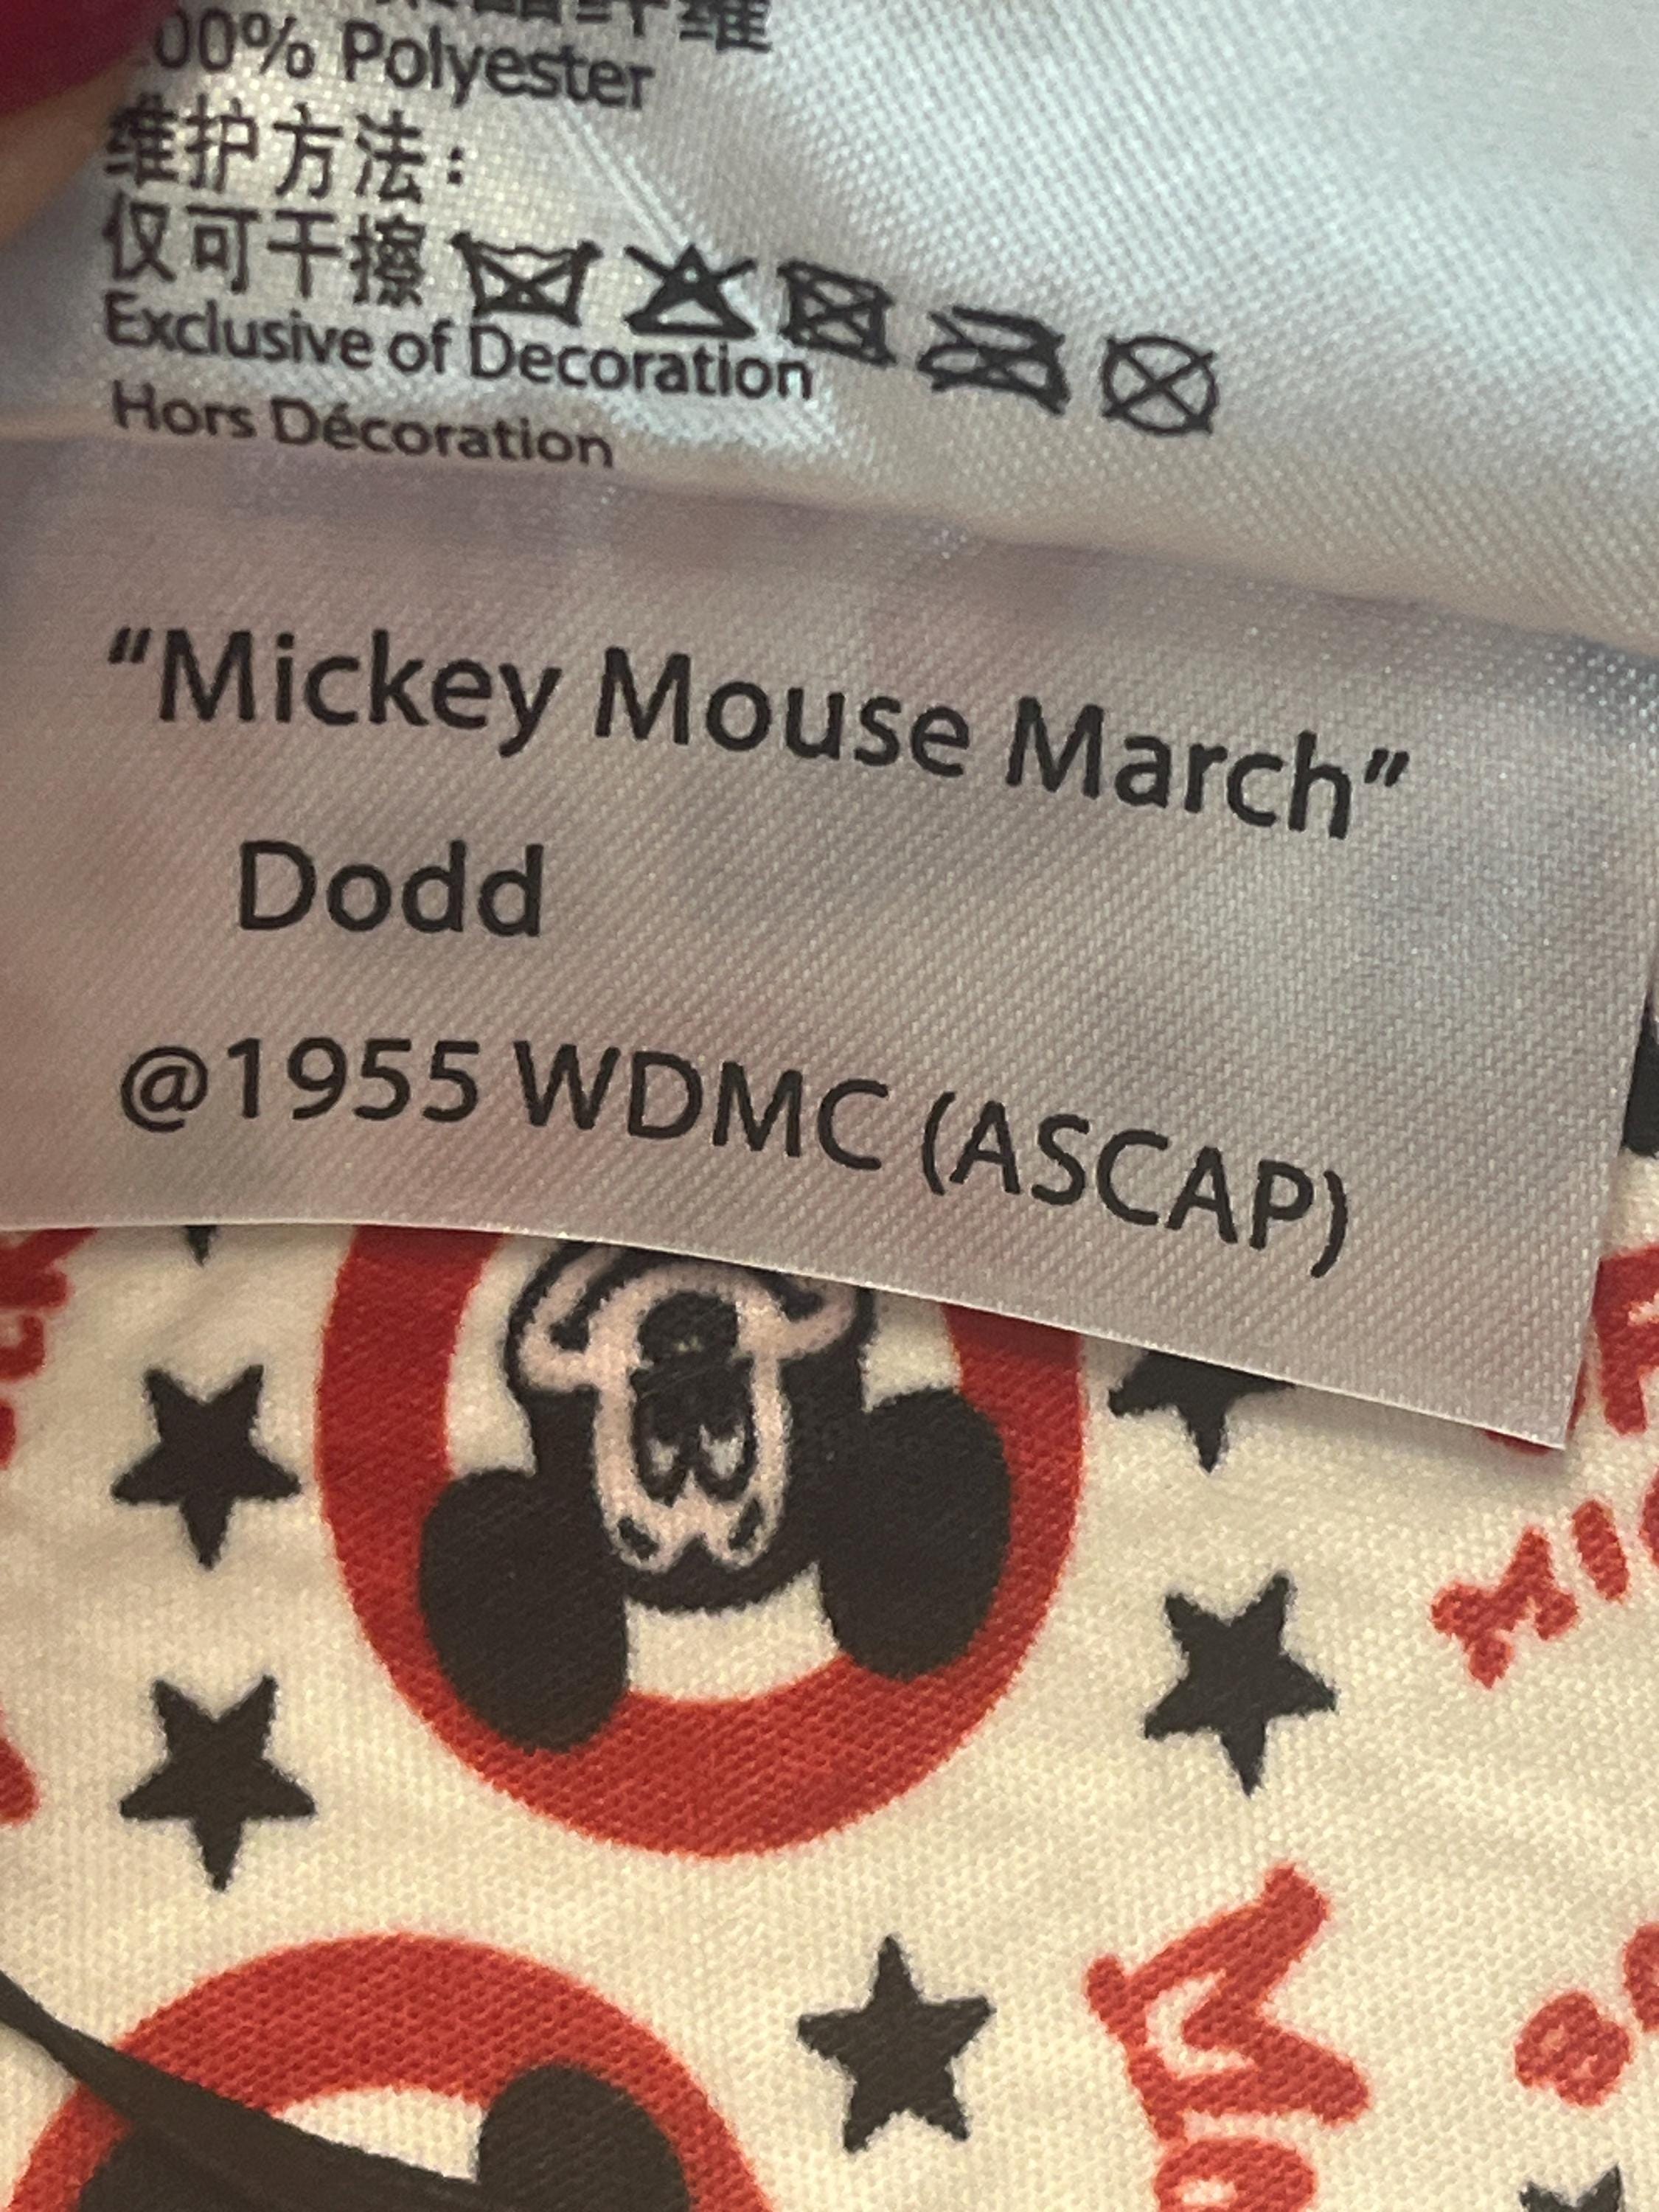 00% Polyester
维护方法：
仅可干擦
Exclusive of Decoration
Hors Décoration
“Mickey Mouse March”
Dodd
@1955 WDMC (ASCAP)